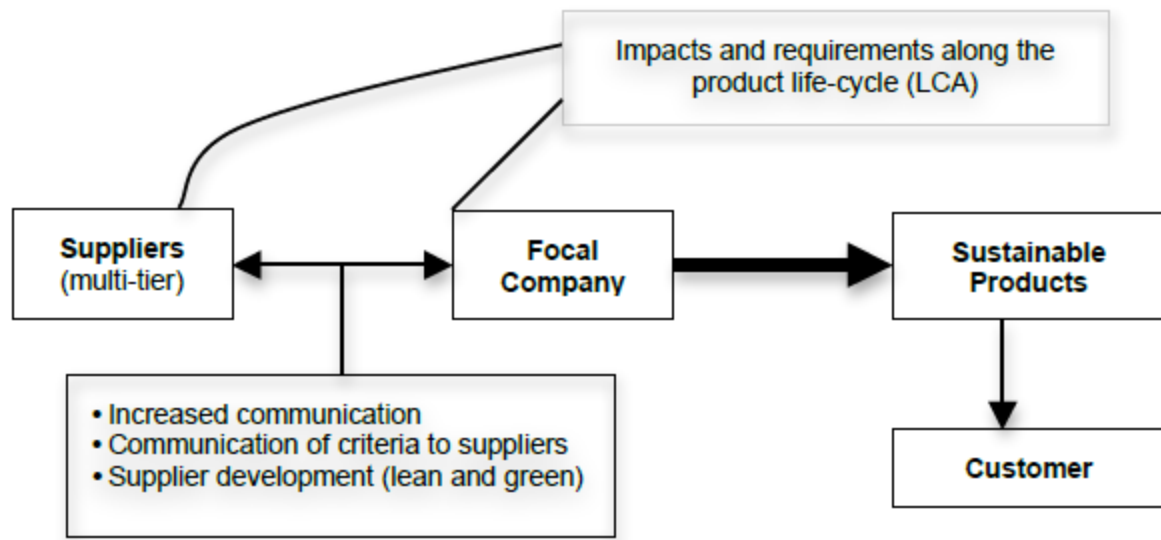 Impacts and requirements along the
product life-cycle (LCA)
Suppliers
(multi-tier)
Focal
Company
Sustainable
Products
• Increased communication
• Communication of criteria to suppliers
• Supplier development (lean and green)
Customer